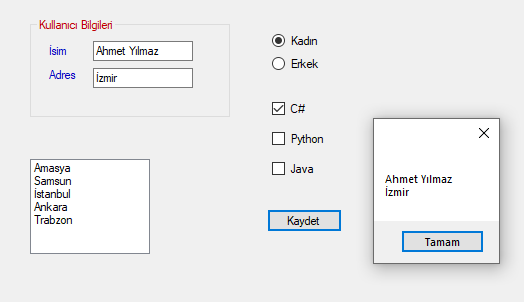 Kullanıcı Bilgileri
İsim
Ahmet Yılmaz
Adres
İzmir
Kadın
Erkek
C#
Python
Java
Amasya
Samsun
İstanbul
Ankara
Trabzon
Kaydet
Ahmet Yılmaz
İzmir
Tamam